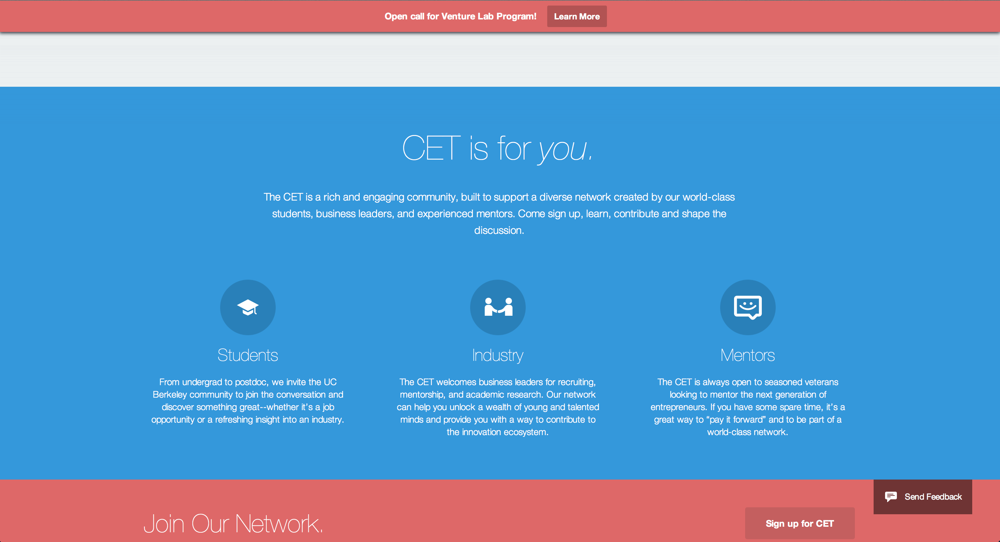 Open call for Venture Lab Program!
Learn More
CET is for you.
The CET is a rich and engaging community, built to support a diverse network created by our world-class
students, business leaders, and experienced mentors. Come sign up, learn, contribute and shape the
discussion.
Students
From undergrad to postdoc, we invite the UC
Berkeley community to join the conversation and
discover something great--whether it’s a job
opportunity or a refreshing insight into an industry.
Industry
The CET welcomes business leaders for recruiting,
mentorship, and academic research. Our network
can help you unlock a wealth of young and talented
minds and provide you with a way to contribute to
the innovation ecosystem.
Mentors
The CET is always open to seasoned veterans
looking to mentor the next generation of
entrepreneurs. If you have some spare time, it’s a
great way to “pay it forward” and to be part of a
world-class network.
Send Feedback
Join Our Network.
Sign up for CET